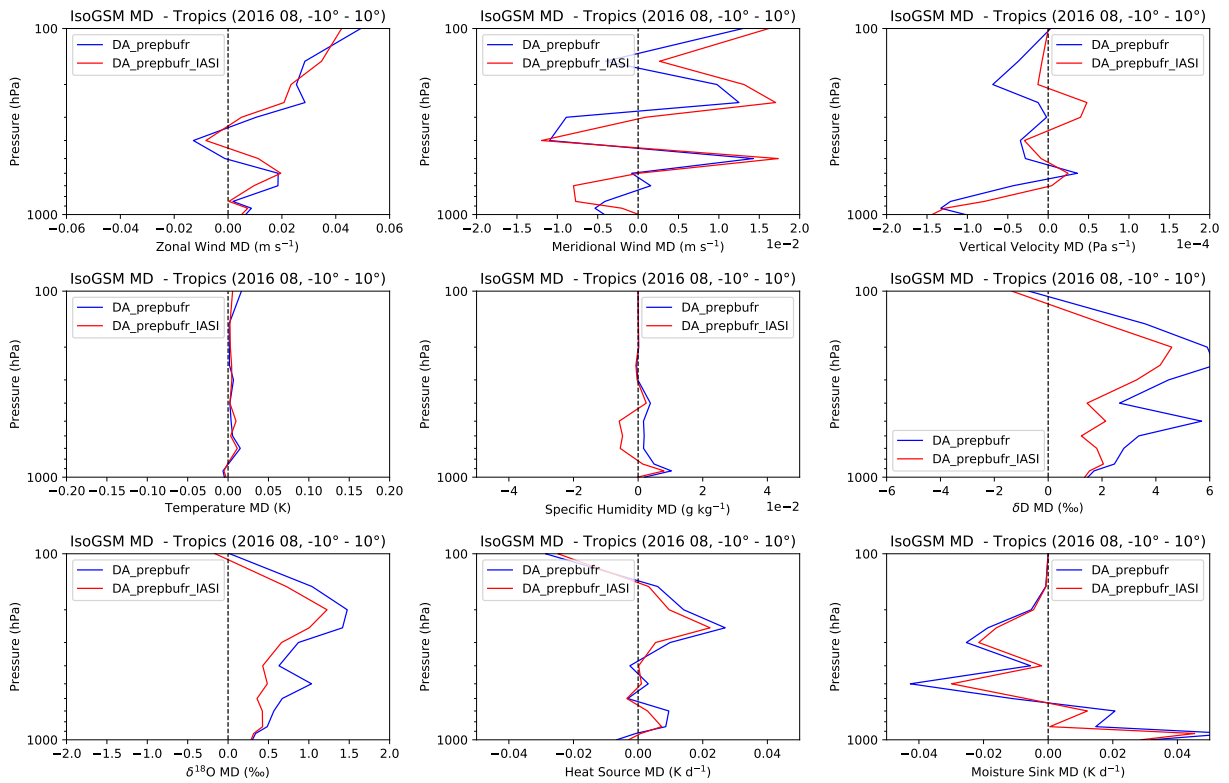 IsoGSM MD - Tropics (2016 08, -10° - 10°)
100
1000
Pressure (hPa)
DA_prepbufr
DA_prepbufr_IASI
−0.06 −0.04 −0.02 0.00 0.02 0.04 0.06
Zonal Wind MD (m s⁻¹)
IsoGSM MD - Tropics (2016 08, -10° - 10°)
100
1000
Pressure (hPa)
DA_prepbufr
DA_prepbufr_IASI
−2.0 −1.5 −1.0 −0.5 0.0 0.5 1.0 1.5 2.0
1e−2
Meridional Wind MD (m s⁻¹)
IsoGSM MD - Tropics (2016 08, -10° - 10°)
100
1000
Pressure (hPa)
DA_prepbufr
DA_prepbufr_IASI
−2.0 −1.5 −1.0 −0.5 0.0 0.5 1.0 1.5 2.0
1e−4
Vertical Velocity MD (Pa s⁻¹)
IsoGSM MD - Tropics (2016 08, -10° - 10°)
100
1000
Pressure (hPa)
DA_prepbufr
DA_prepbufr_IASI
−0.20 −0.15 −0.10 −0.05 0.00 0.05 0.10 0.15 0.20
Temperature MD (K)
IsoGSM MD - Tropics (2016 08, -10° - 10°)
100
1000
Pressure (hPa)
DA_prepbufr
DA_prepbufr_IASI
−4 −2 0 2 4
1e−2
Specific Humidity MD (g kg⁻¹)
IsoGSM MD - Tropics (2016 08, -10° - 10°)
100
1000
Pressure (hPa)
DA_prepbufr
DA_prepbufr_IASI
−6 −4 −2 0 2 4 6
δD MD (‰)
IsoGSM MD - Tropics (2016 08, -10° - 10°)
100
1000
Pressure (hPa)
DA_prepbufr
DA_prepbufr_IASI
−2.0 −1.5 −1.0 −0.5 0.0 0.5 1.0 1.5 2.0
δ¹⁸O MD (‰)
IsoGSM MD - Tropics (2016 08, -10° - 10°)
100
1000
Pressure (hPa)
DA_prepbufr
DA_prepbufr_IASI
−0.04 −0.02 0.00 0.02 0.04
Heat Source MD (K d⁻¹)
IsoGSM MD - Tropics (2016 08, -10° - 10°)
100
1000
Pressure (hPa)
DA_prepbufr
DA_prepbufr_IASI
−0.04 −0.02 0.00 0.02 0.04
Moisture Sink MD (K d⁻¹)